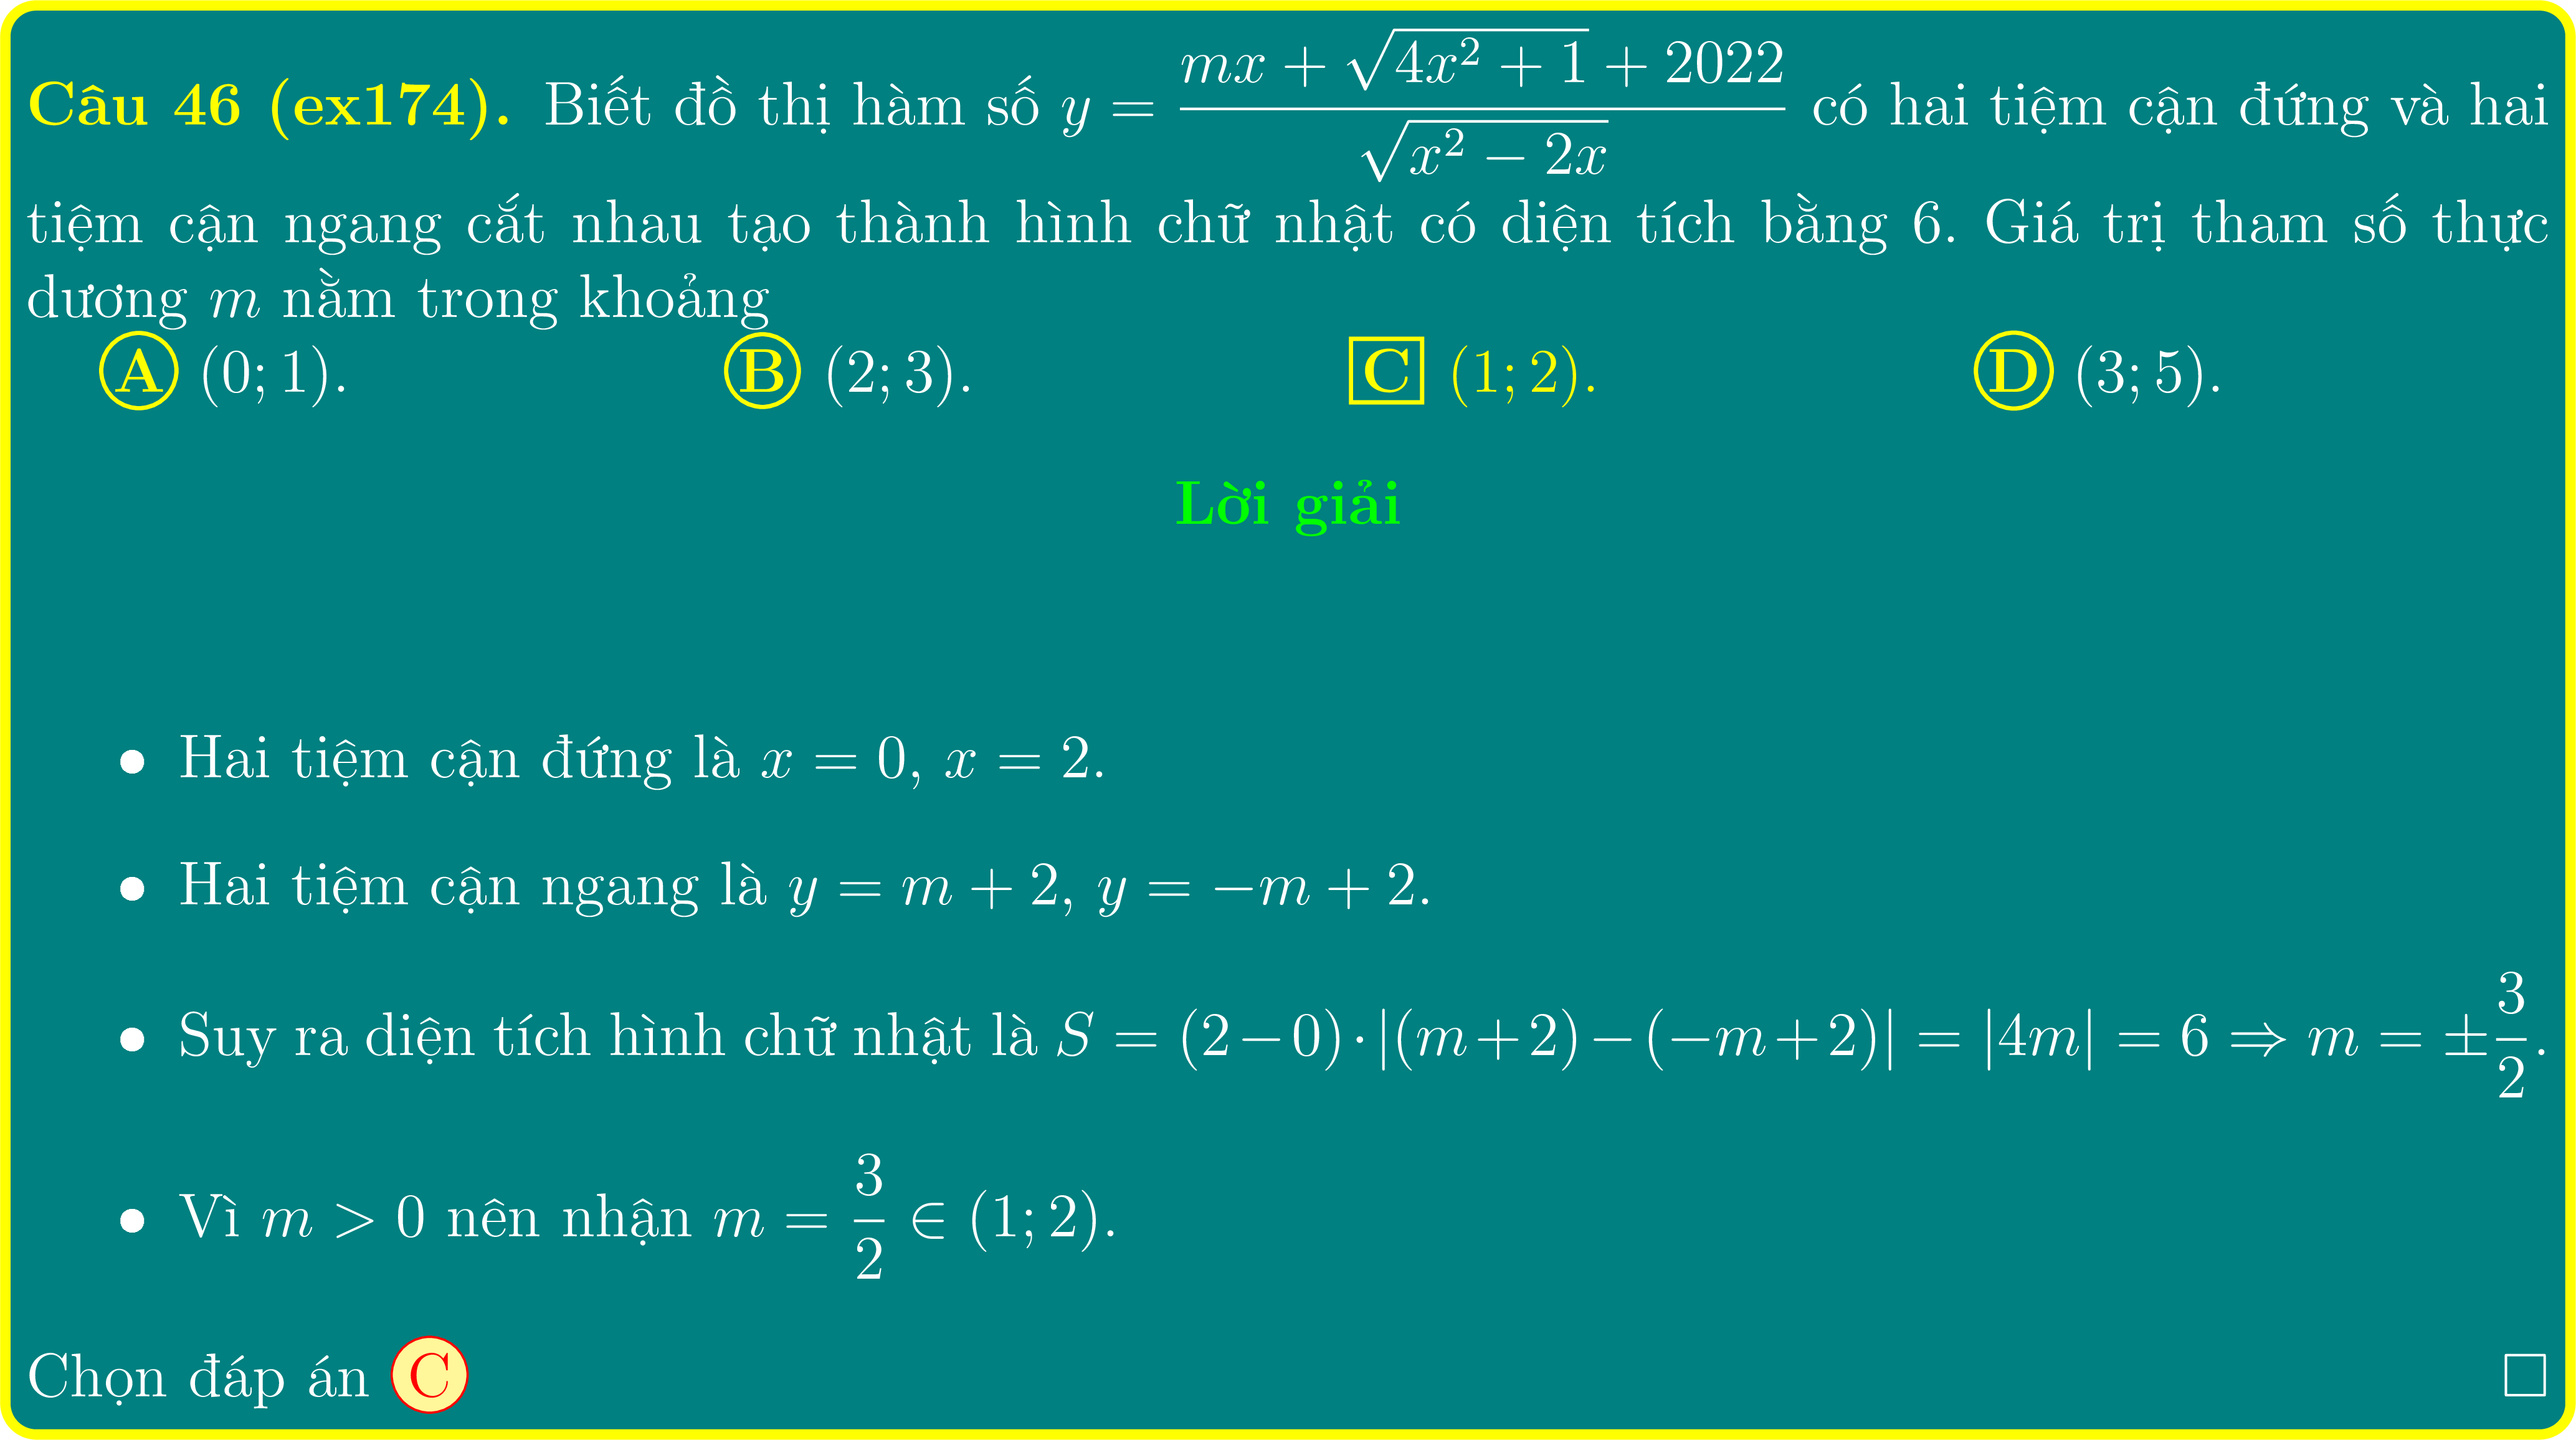 Câu 46 (ex174). Biết đồ thị hàm số $y = \dfrac{mx + \sqrt{4x^2 + 1} + 2022}{\sqrt{x^2 - 2x}}$ có hai tiệm cận đứng và hai
tiệm cận ngang cắt nhau tạo thành hình chữ nhật có diện tích bằng 6. Giá trị tham số thực
dương $m$ nằm trong khoảng
A (0; 1). B (2; 3). C (1; 2). D (3; 5).
Lời giải
• Hai tiệm cận đứng là $x = 0$, $x = 2$.
• Hai tiệm cận ngang là $y = m + 2$, $y = -m + 2$.
• Suy ra diện tích hình chữ nhật là $S = (2 - 0) \cdot |(m + 2) - (-m + 2)| = |4m| = 6 \Rightarrow m = \pm\dfrac{3}{2}$.
• Vì $m > 0$ nên nhận $m = \dfrac{3}{2} \in (1; 2)$.
Chọn đáp án C □